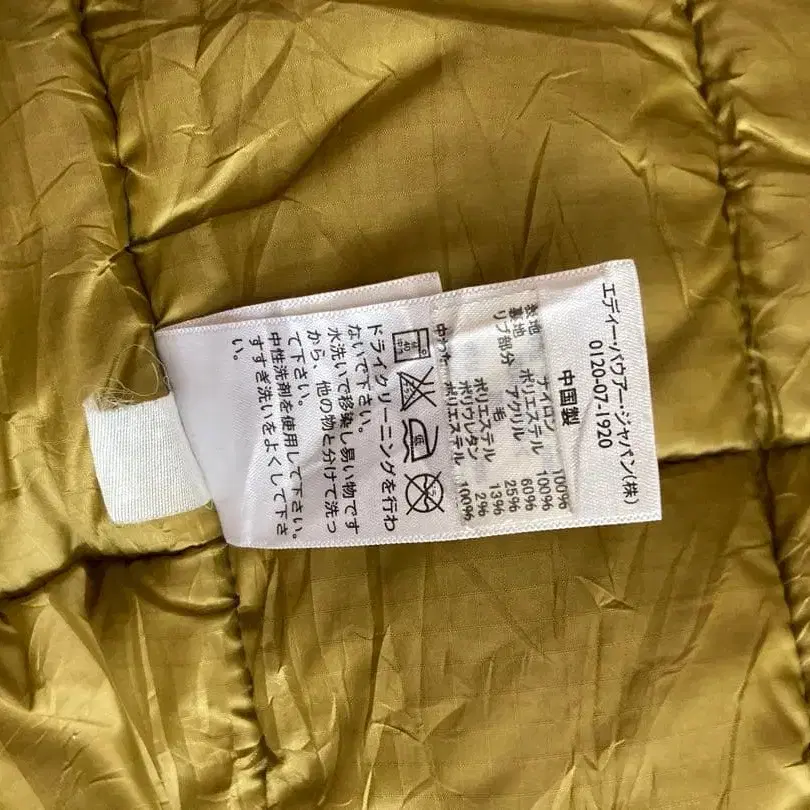 エディー・バウアー・ジャパン(株)
0120-07-1920
中国製
表地 ナイロン 100%
裏地 ポリエステル 100%
リブ部分 アクリル 60%
毛 25%
ポリエステル 13%
ポリウレタン 2%
中わた ポリエステル 100%
40
ドライクリーニングを行わ
ないで下さい。
水洗いで移染し易い物です
から、他の物と分けて洗っ
て下さい。
中性洗剤を使用して下さい。
すすぎ洗いをよくして下さ
い。